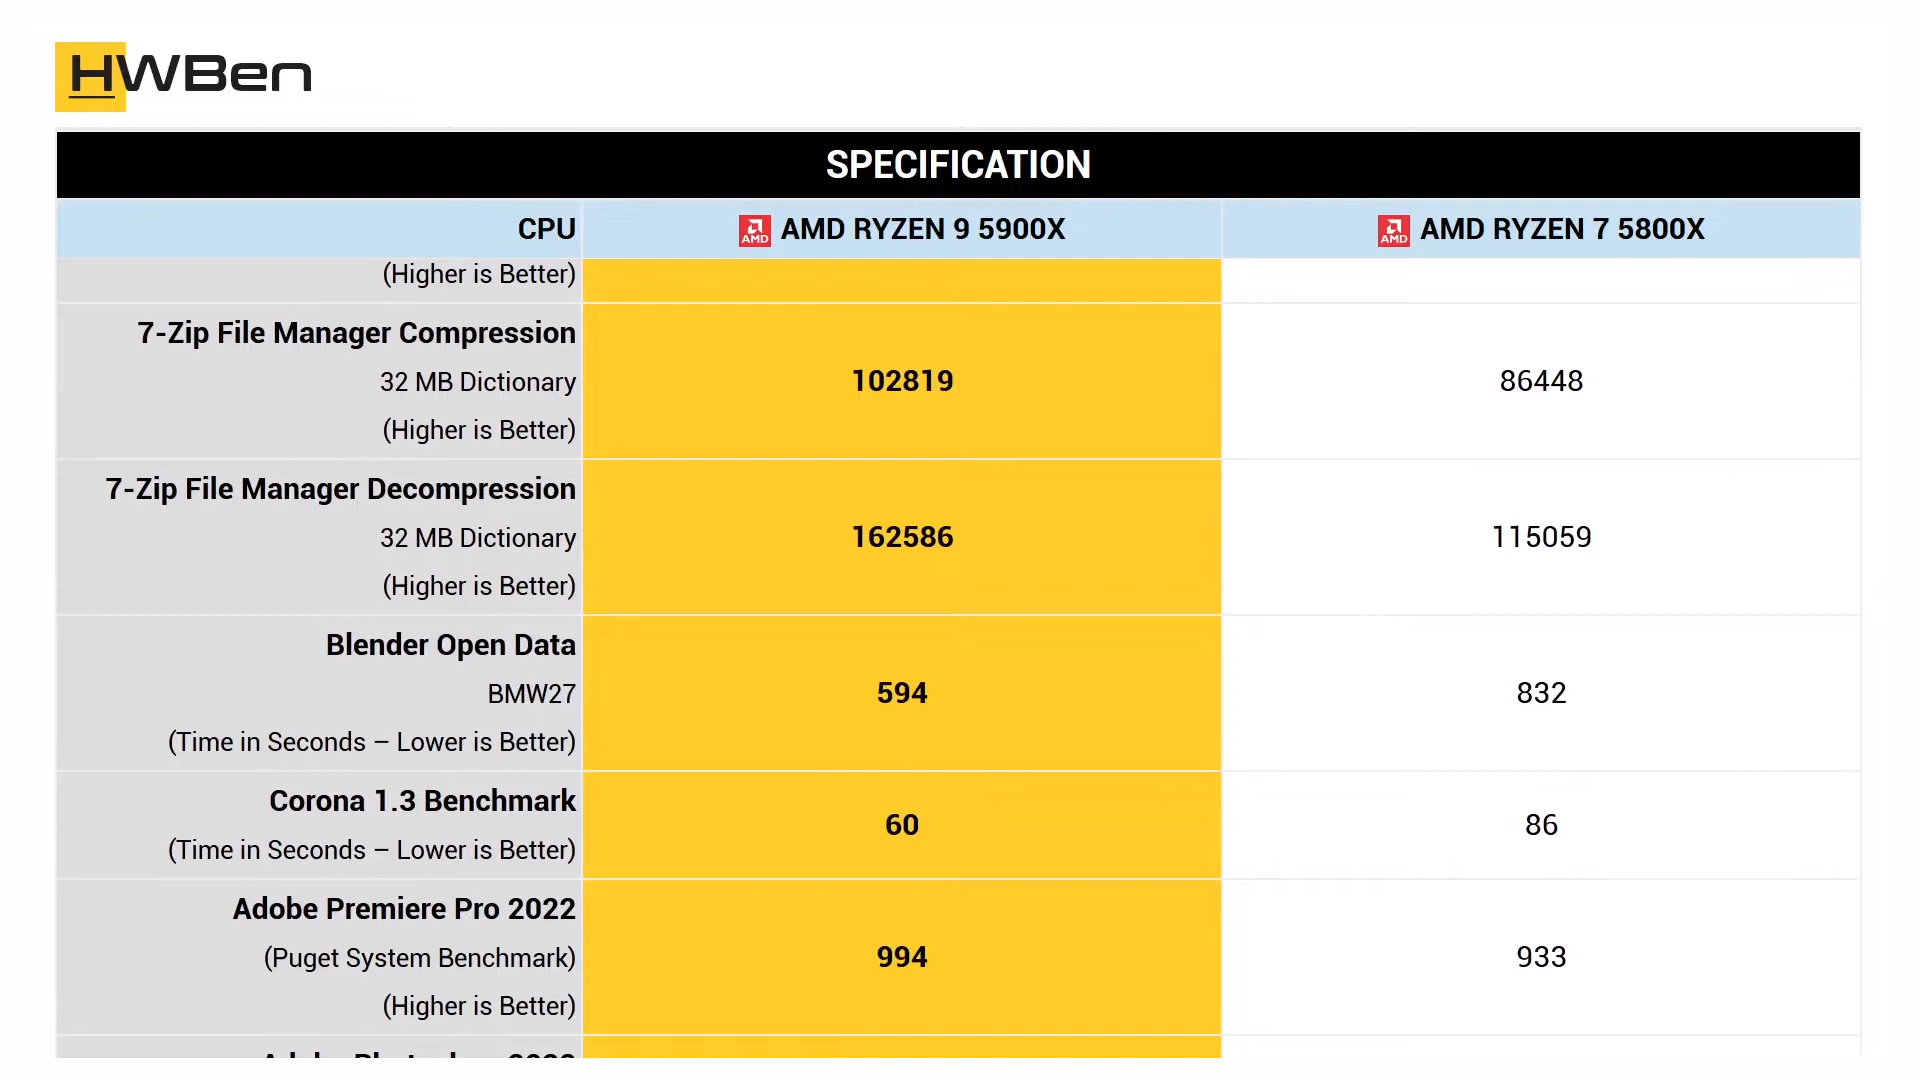 HWBen
SPECIFICATION
CPU
AMD AMD RYZEN 9 5900X
AMD AMD RYZEN 7 5800X
(Higher is Better)
7-Zip File Manager Compression
32 MB Dictionary
(Higher is Better)
102819
86448
7-Zip File Manager Decompression
32 MB Dictionary
(Higher is Better)
162586
115059
Blender Open Data
BMW27
(Time in Seconds – Lower is Better)
594
832
Corona 1.3 Benchmark
(Time in Seconds – Lower is Better)
60
86
Adobe Premiere Pro 2022
(Puget System Benchmark)
(Higher is Better)
994
933